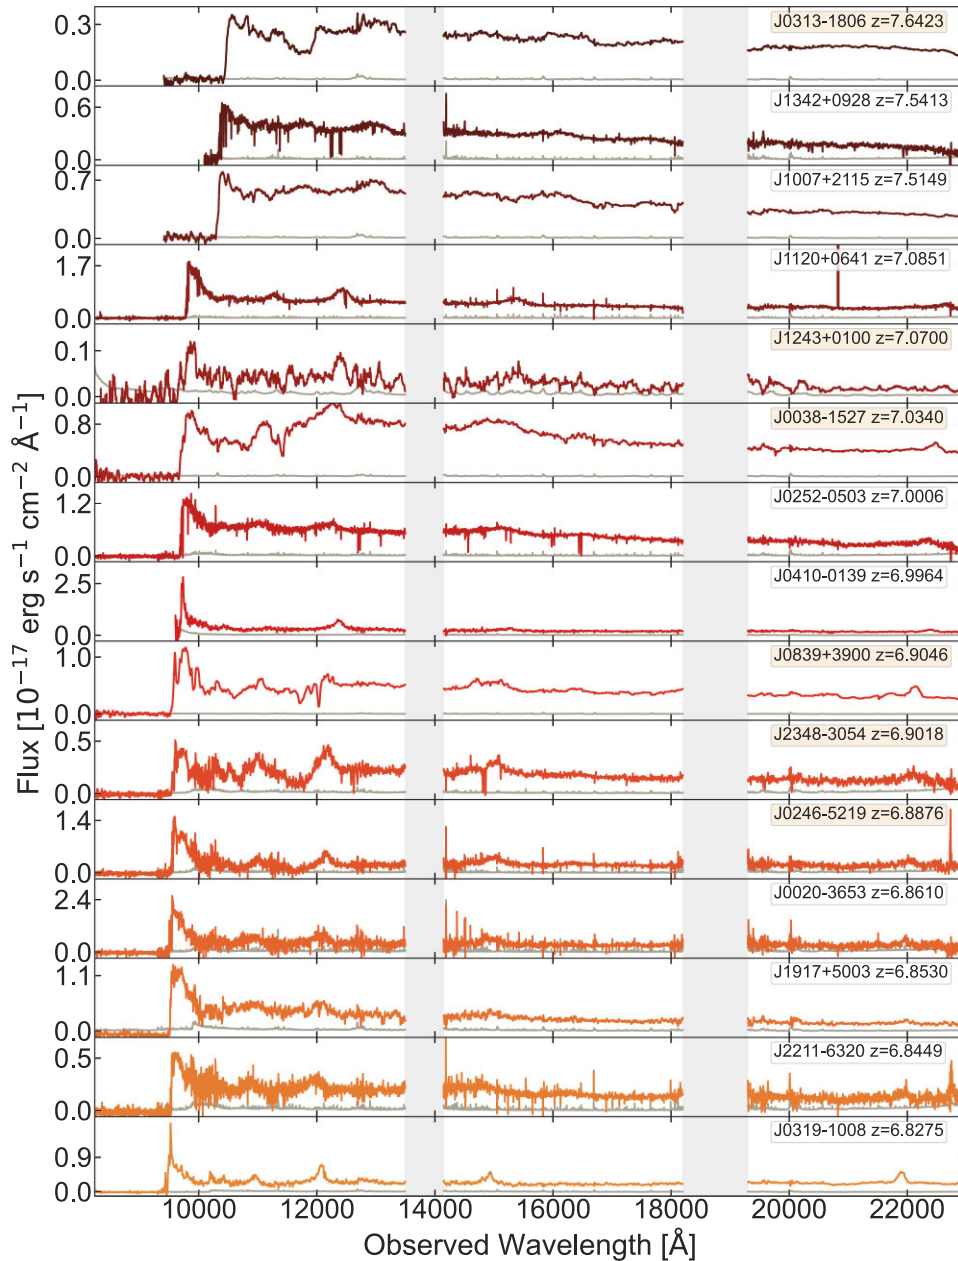 Flux [10⁻¹⁷ erg s⁻¹ cm⁻² Å⁻¹]
0.3
0.0
J0313-1806 z=7.6423
0.6
0.0
J1342+0928 z=7.5413
0.7
0.0
J1007+2115 z=7.5149
1.7
0.0
J1120+0641 z=7.0851
0.1
0.0
J1243+0100 z=7.0700
0.8
0.0
J0038-1527 z=7.0340
1.2
0.0
J0252-0503 z=7.0006
2.5
0.0
J0410-0139 z=6.9964
1.0
0.0
J0839+3900 z=6.9046
0.5
0.0
J2348-3054 z=6.9018
1.4
0.0
J0246-5219 z=6.8876
2.4
0.0
J0020-3653 z=6.8610
1.1
0.0
J1917+5003 z=6.8530
0.5
0.0
J2211-6320 z=6.8449
0.9
0.0
J0319-1008 z=6.8275
10000 12000 14000 16000 18000 20000 22000
Observed Wavelength [Å]